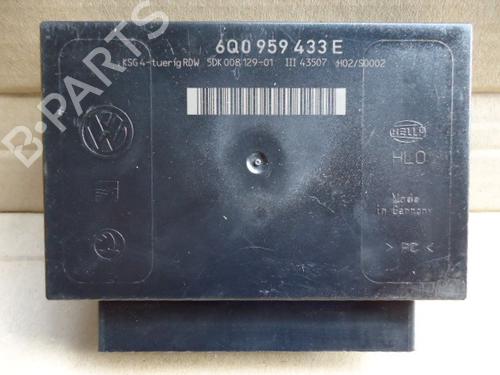 6Q0 959 433 E
KSG 4-tuerig RDW 5DK 008 129-01 III 43507 H02/S0002
HELLA
HLO
Made
in Germany
> PC <
B-PARTS